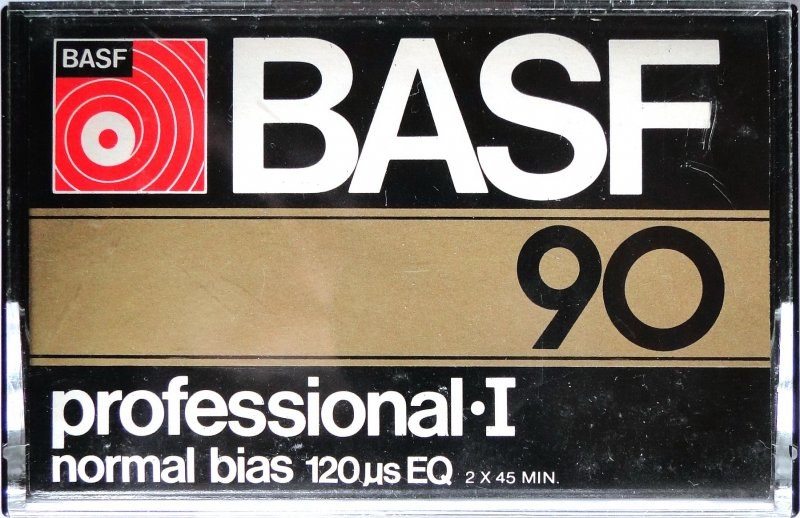 BASF
BASF
90
professional·I
normal bias 120µs EQ 2 X 45 MIN.